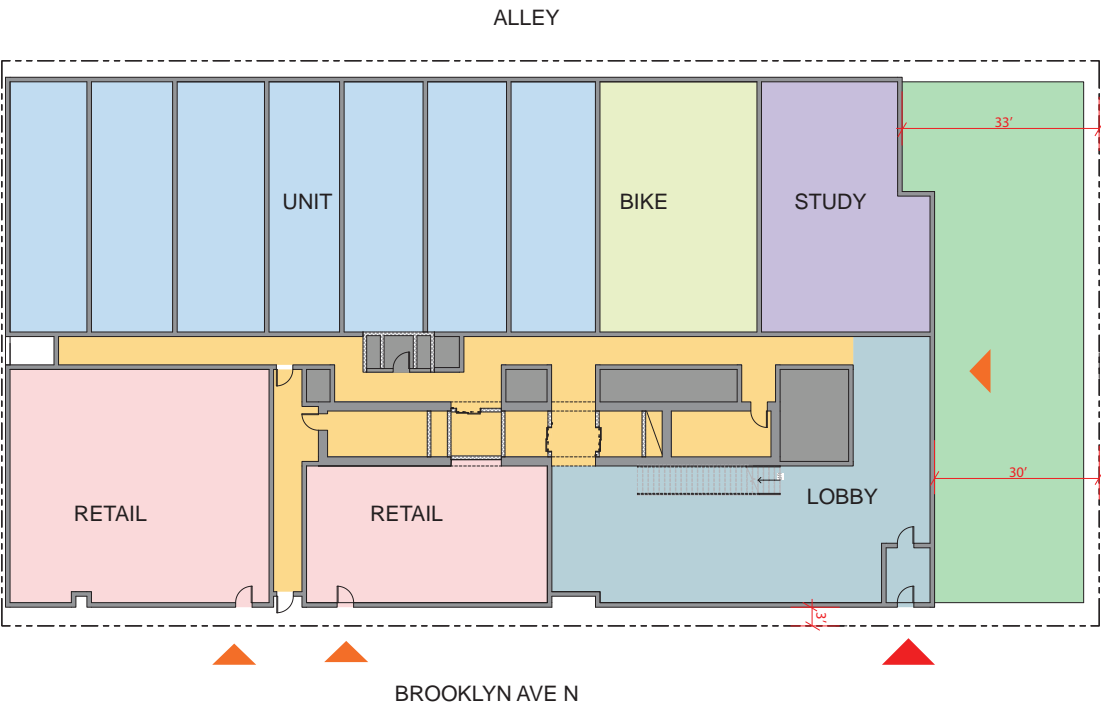 ALLEY
33’
UNIT
BIKE
STUDY
30’
LOBBY
RETAIL
RETAIL
3’
BROOKLYN AVE N